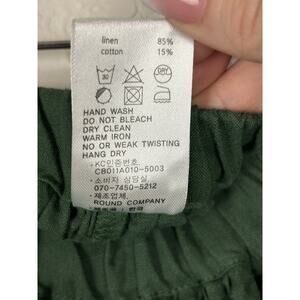 linen 85%
cotton 15%
30
HAND WASH
DO NOT BLEACH
DRY CLEAN
WARM IRON
NO OR WEAK TWISTING
HANG DRY
· KC인증번호
CB011A010-5003
· 소비자 상담실
070-7450-5212
· 제조업체
ROUND COMPANY